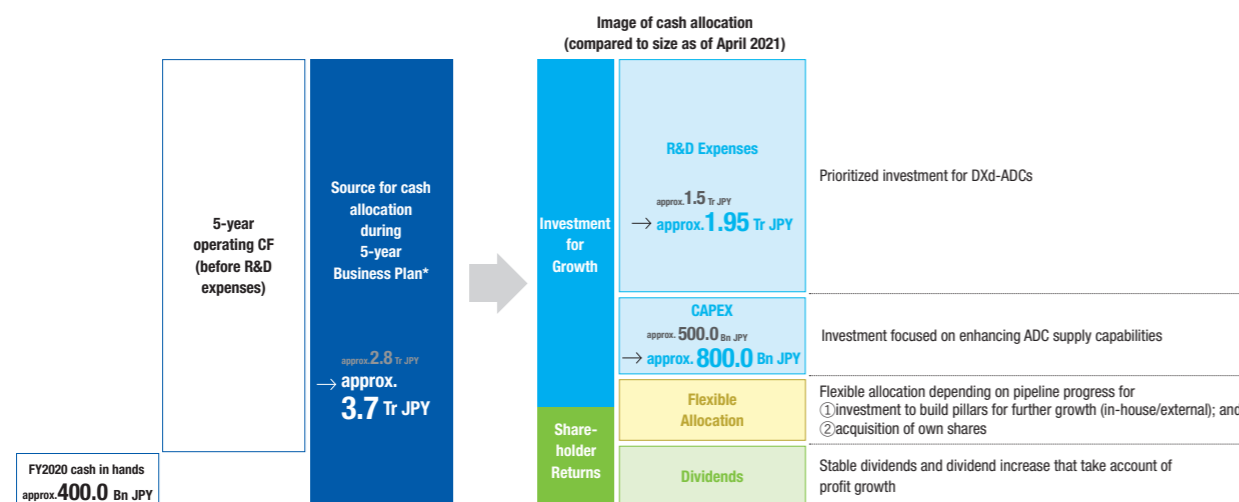 Image of cash allocation
(compared to size as of April 2021)
5-year
operating CF
(before R&D
expenses)
FY2020 cash in hands
approx.400.0 Bn JPY
Source for cash
allocation
during
5-year
Business Plan*
approx.2.8 Tr JPY
→ approx.
3.7 Tr JPY
Investment
for
Growth
Share-
holder
Returns
R&D Expenses
approx.1.5 Tr JPY
→ approx.1.95 Tr JPY
Prioritized investment for DXd-ADCs
CAPEX
approx. 500.0 Bn JPY
→ approx. 800.0 Bn JPY
Investment focused on enhancing ADC supply capabilities
Flexible
Allocation
Flexible allocation depending on pipeline progress for
①investment to build pillars for further growth (in-house/external); and
②acquisition of own shares
Dividends
Stable dividends and dividend increase that take account of
profit growth